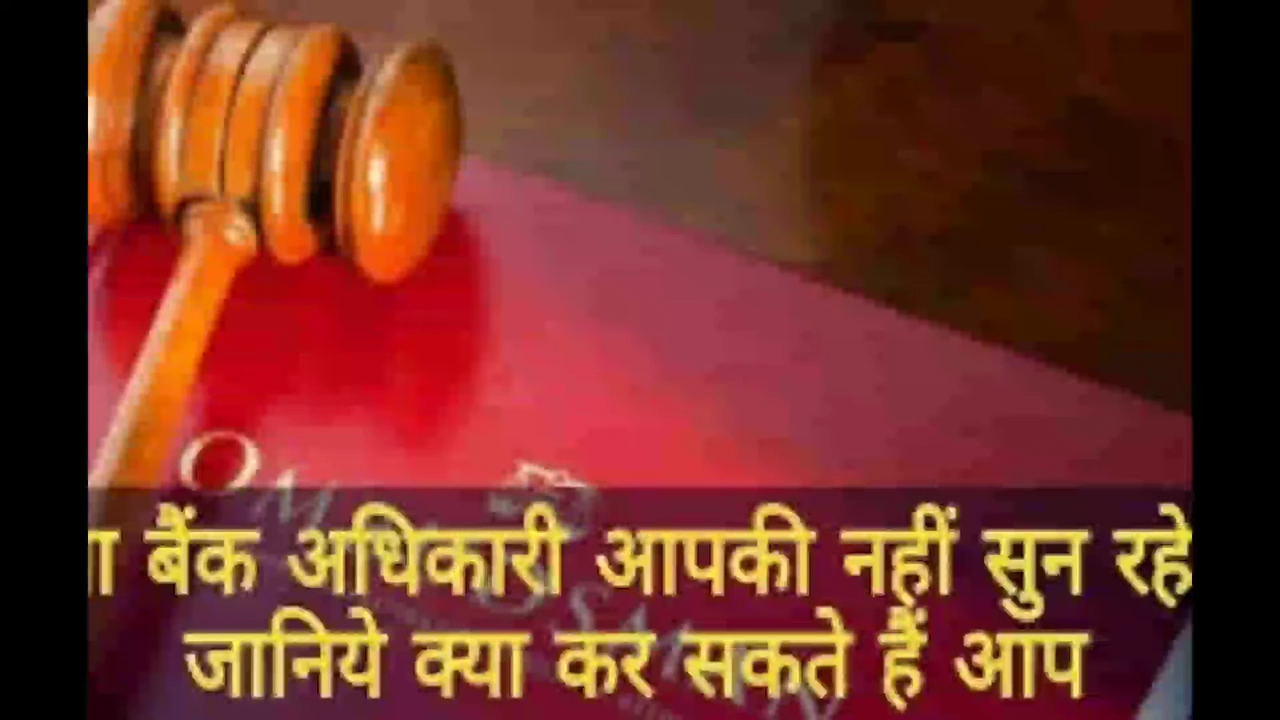 बैंक अधिकारी आपकी नहीं सुन रहे
जानिये क्या कर सकते हैं आप